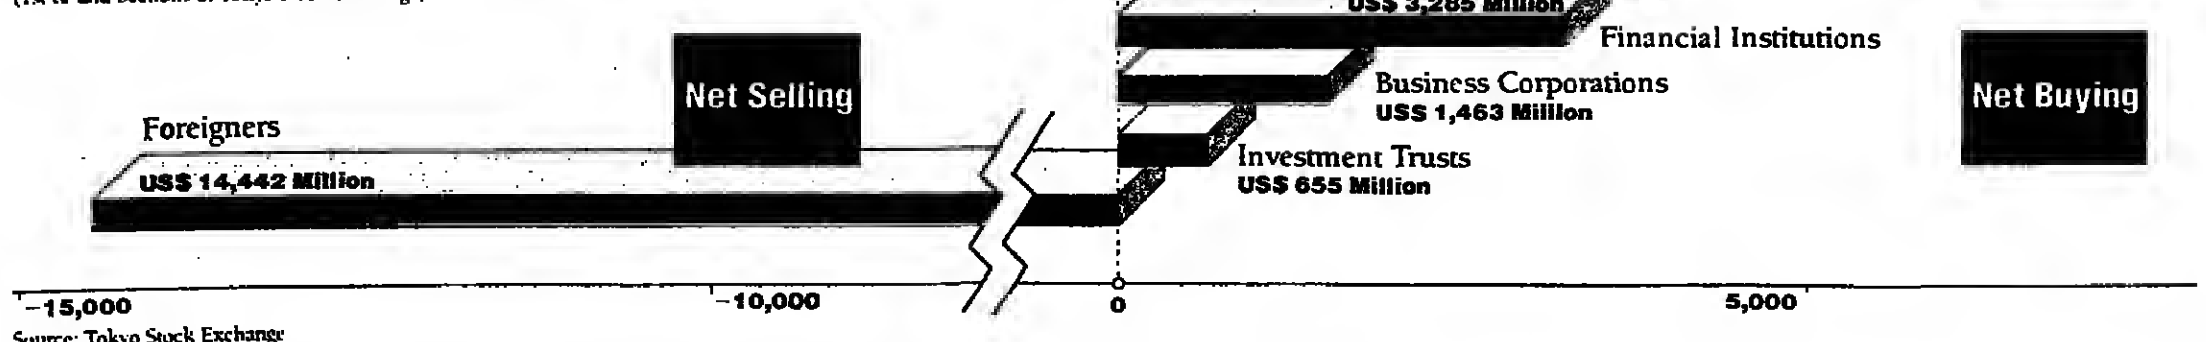 US$ 3,285 Million
Financial Institutions
Net Selling
Net Buying
Business Corporations
US$ 1,463 Million
Foreigners
US$ 14,442 Million
Investment Trusts
US$ 655 Million
-15,000
-10,000
0
5,000
Source: Tokyo Stock Exchange